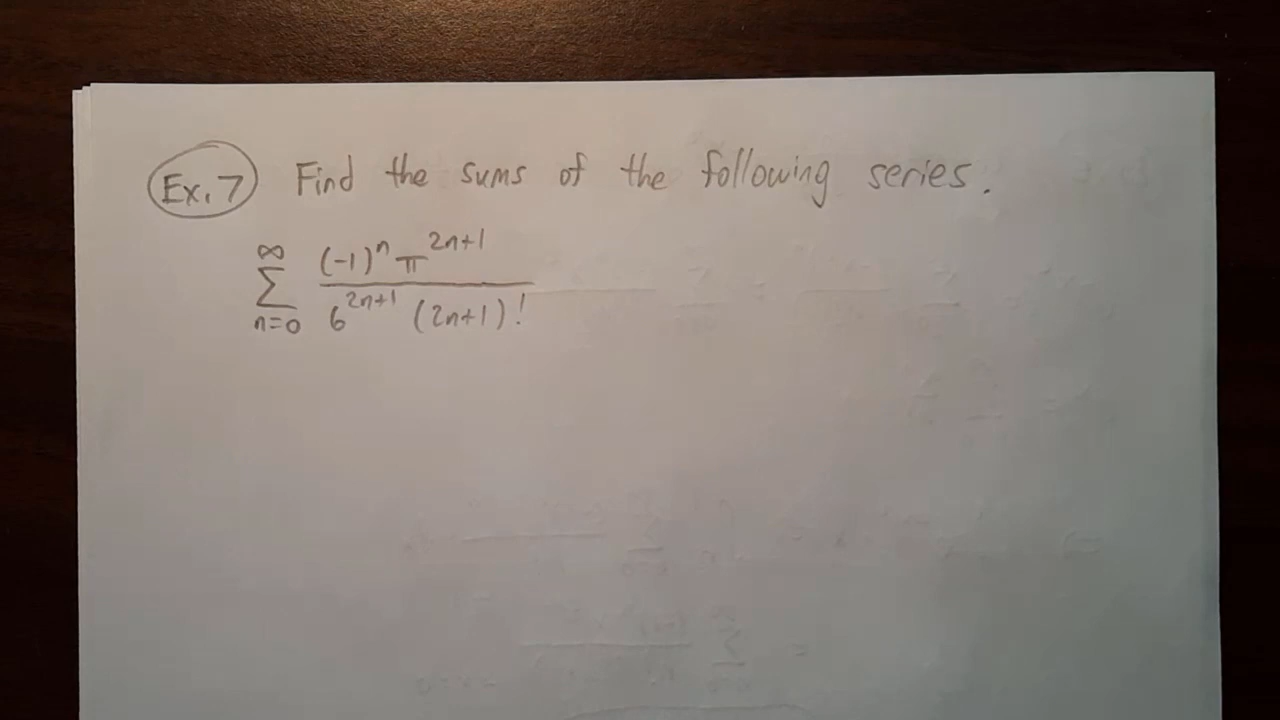 Ex. 7 Find the sums of the following series.
∞ (-1)^n π^{2n+1}
Σ
n=0 6^{2n+1} (2n+1)!